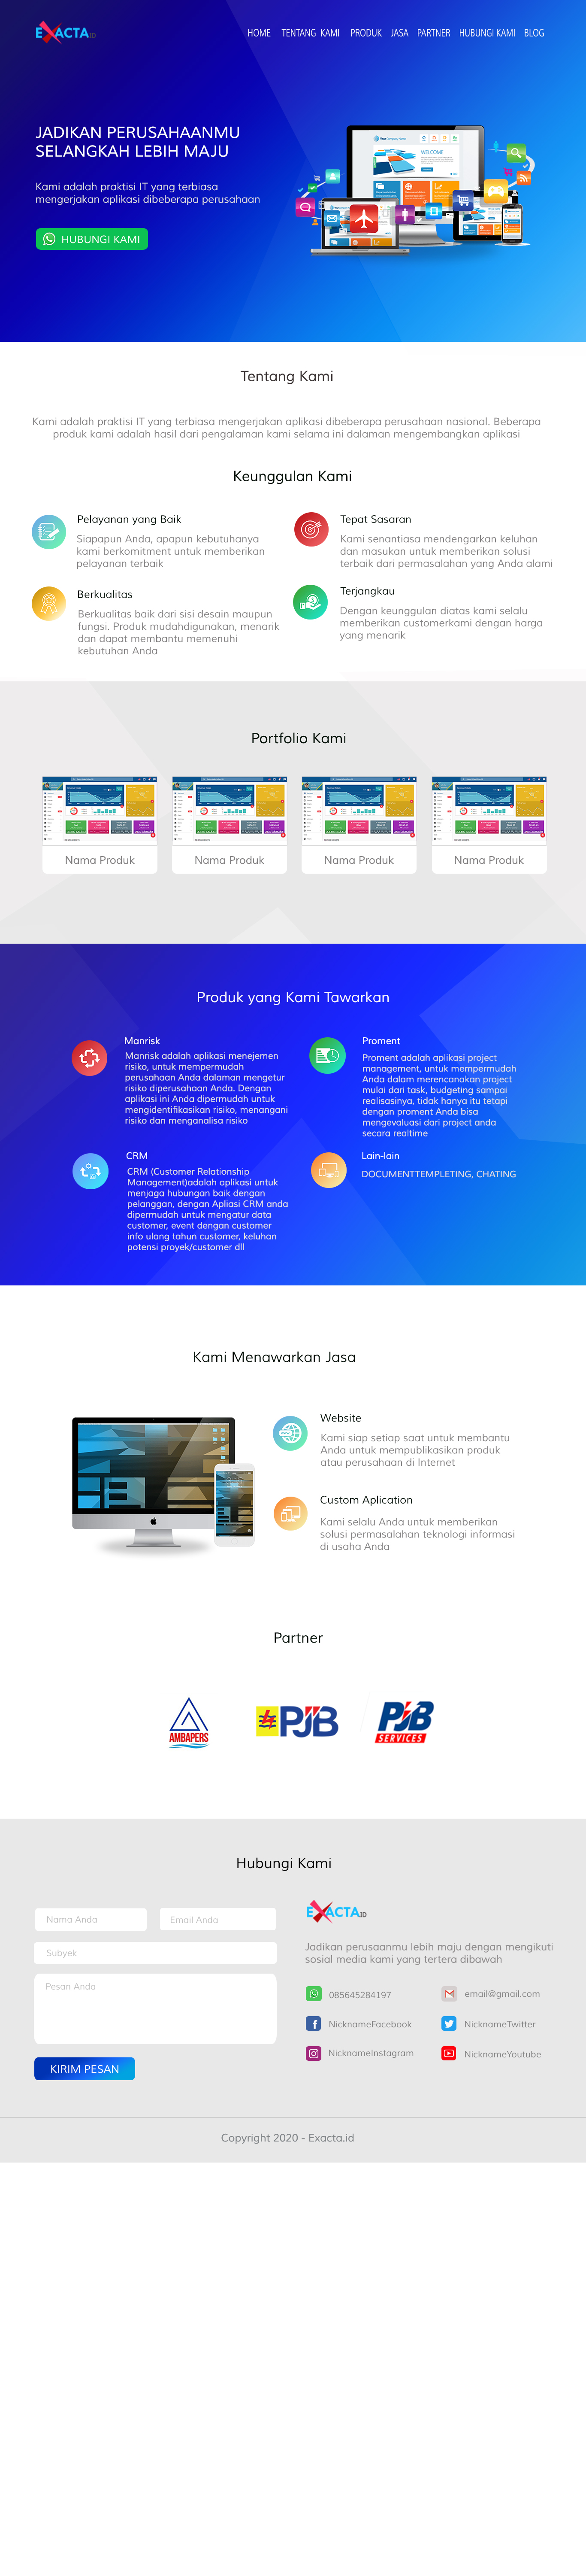 EXACTA.ID
HOME TENTANG KAMI PRODUK JASA PARTNER HUBUNGI KAMI BLOG
JADIKAN PERUSAHAANMU
SELANGKAH LEBIH MAJU
Kami adalah praktisi IT yang terbiasa
mengerjakan aplikasi dibeberapa perusahaan
HUBUNGI KAMI
WELCOME
Tentang Kami
Kami adalah praktisi IT yang terbiasa mengerjakan aplikasi dibeberapa perusahaan nasional. Beberapa
produk kami adalah hasil dari pengalaman kami selama ini dalaman mengembangkan aplikasi
Keunggulan Kami
Pelayanan yang Baik
Siapapun Anda, apapun kebutuhanya
kami berkomitment untuk memberikan
pelayanan terbaik
Tepat Sasaran
Kami senantiasa mendengarkan keluhan
dan masukan untuk memberikan solusi
terbaik dari permasalahan yang Anda alami
Berkualitas
Berkualitas baik dari sisi desain maupun
fungsi. Produk mudahdigunakan, menarik
dan dapat membantu memenuhi
kebutuhan Anda
Terjangkau
Dengan keunggulan diatas kami selalu
memberikan customerkami dengan harga
yang menarik
Portfolio Kami
Nama Produk
Nama Produk
Nama Produk
Nama Produk
Produk yang Kami Tawarkan
Manrisk
Manrisk adalah aplikasi menejemen
risiko, untuk mempermudah
perusahaan Anda dalaman mengetur
risiko diperusahaan Anda. Dengan
aplikasi ini Anda dipermudah untuk
mengidentifikasikan risiko, menangani
risiko dan menganalisa risiko
Proment
Proment adalah aplikasi project
management, untuk mempermudah
Anda dalam merencanakan project
mulai dari task, budgeting sampai
realisasinya, tidak hanya itu tetapi
dengan proment Anda bisa
mengevaluasi dari project anda
secara realtime
CRM
CRM (Customer Relationship
Management)adalah aplikasi untuk
menjaga hubungan baik dengan
pelanggan, dengan Apliasi CRM anda
dipermudah untuk mengatur data
customer, event dengan customer
info ulang tahun customer, keluhan
potensi proyek/customer dll
Lain-lain
DOCUMENTTEMPLETING, CHATING
Kami Menawarkan Jasa
Website
Kami siap setiap saat untuk membantu
Anda untuk mempublikasikan produk
atau perusahaan di Internet
Custom Aplication
Kami selalu Anda untuk memberikan
solusi permasalahan teknologi informasi
di usaha Anda
Partner
AMBAPERS
PJB
PJB
SERVICES
Hubungi Kami
Nama Anda
Email Anda
Subyek
Pesan Anda
KIRIM PESAN
EXACTA.ID
Jadikan perusaanmu lebih maju dengan mengikuti
sosial media kami yang tertera dibawah
085645284197
email@gmail.com
NicknameFacebook
NicknameTwitter
NicknameInstagram
NicknameYoutube
Copyright 2020 - Exacta.id